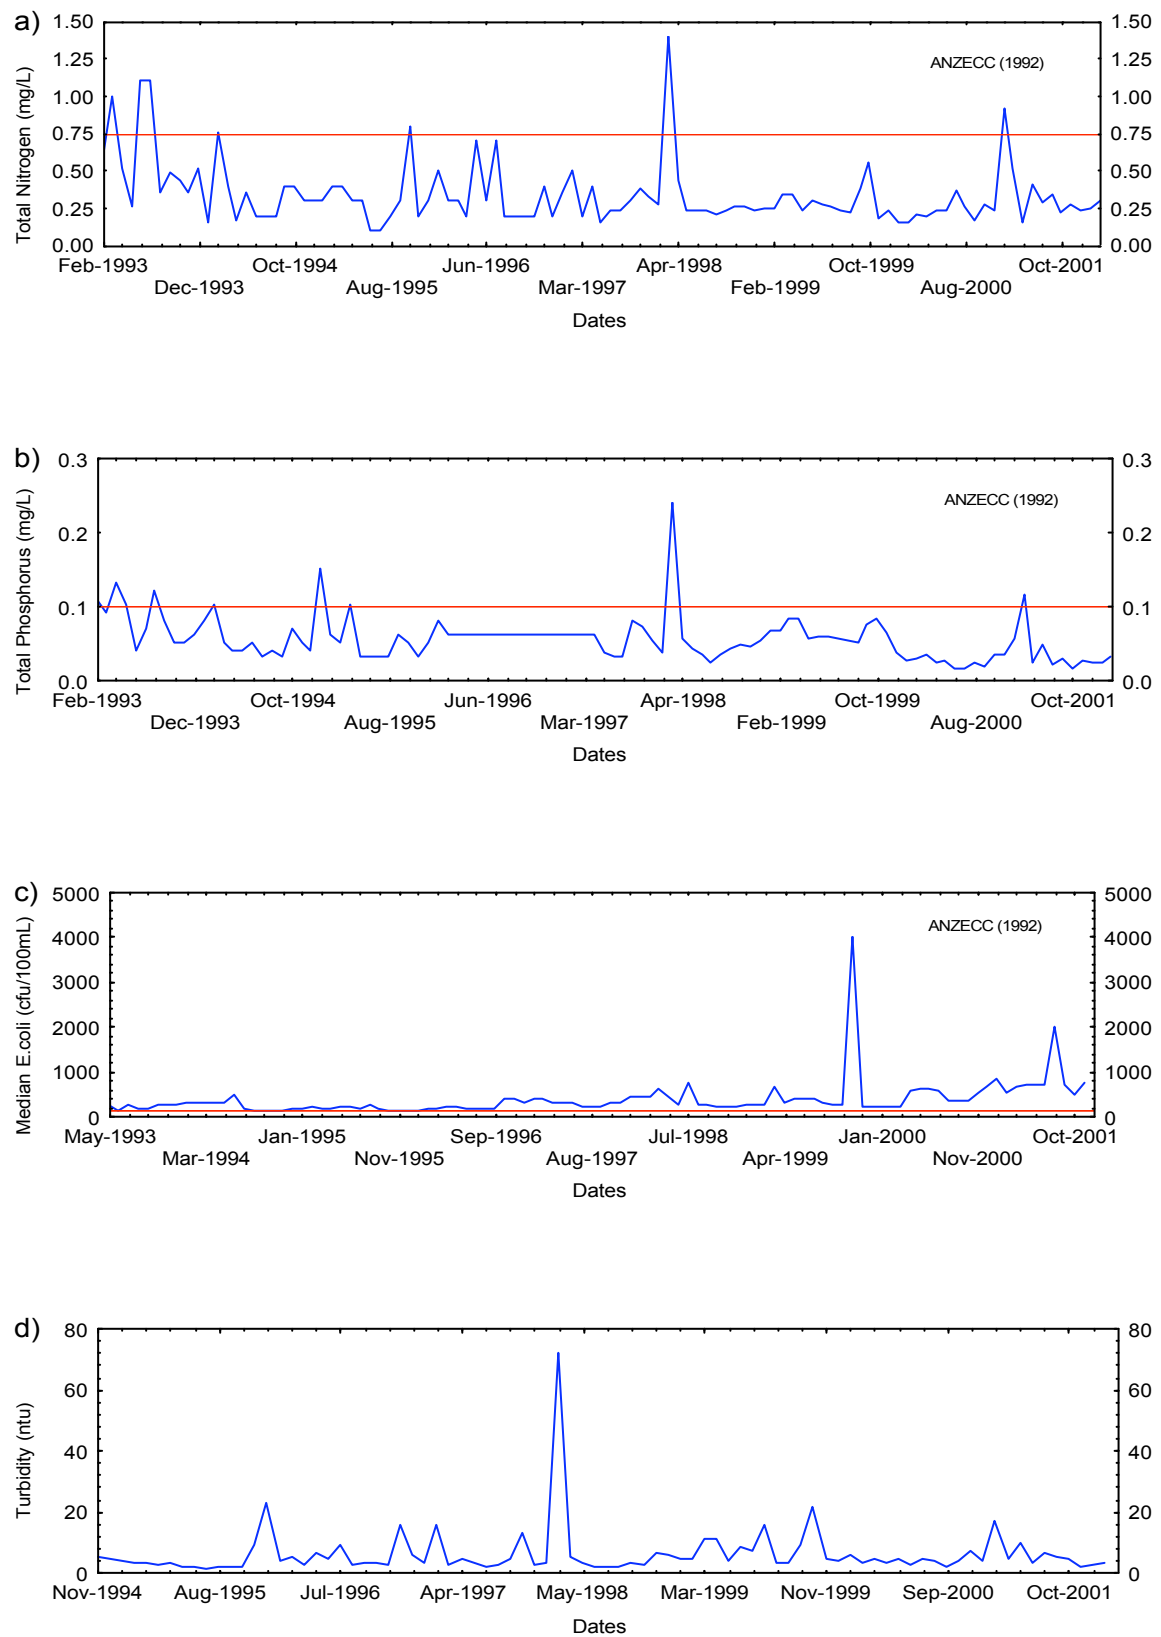 a)
Total Nitrogen (mg/L)
1.50 1.50
1.25 1.25
ANZECC (1992)
1.00 1.00
0.75 0.75
0.50 0.50
0.25 0.25
0.00 0.00
Feb-1993 Oct-1994 Jun-1996 Apr-1998 Oct-1999 Oct-2001
Dec-1993 Aug-1995 Mar-1997 Feb-1999 Aug-2000
Dates
b)
Total Phosphorus (mg/L)
0.3 0.3
ANZECC (1992)
0.2 0.2
0.1 0.1
0.0 0.0
Feb-1993 Oct-1994 Jun-1996 Apr-1998 Oct-1999 Oct-2001
Dec-1993 Aug-1995 Mar-1997 Feb-1999 Aug-2000
Dates
c)
Median E.coli (cfu/100mL)
5000 5000
ANZECC (1992)
4000 4000
3000 3000
2000 2000
1000 1000
0 0
May-1993 Jan-1995 Sep-1996 Jul-1998 Jan-2000 Oct-2001
Mar-1994 Nov-1995 Aug-1997 Apr-1999 Nov-2000
Dates
d)
Turbidity (ntu)
80 80
60 60
40 40
20 20
0 0
Nov-1994 Aug-1995 Jul-1996 Apr-1997 May-1998 Mar-1999 Nov-1999 Sep-2000 Oct-2001
Dates